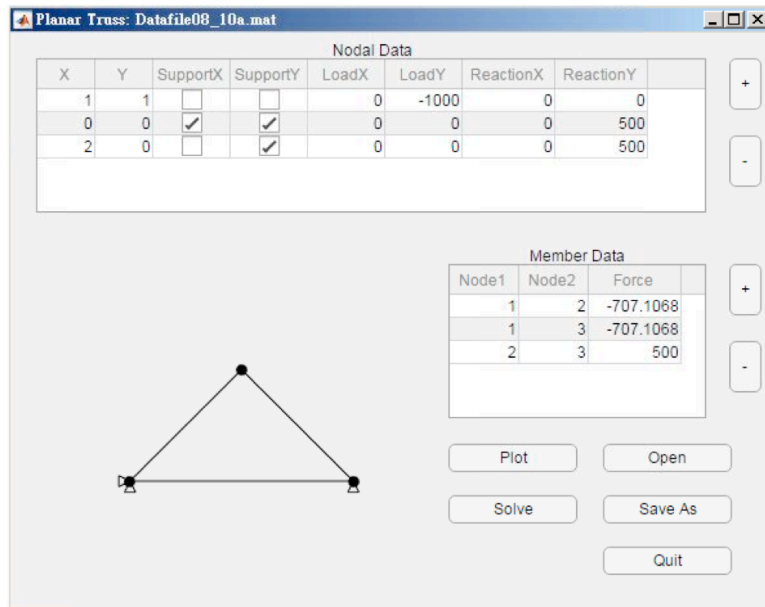 Planar Truss: Datafile08_10a.mat
Nodal Data
X Y SupportX SupportY LoadX LoadY ReactionX ReactionY
1 1 0 -1000 0 0
0 0 0 0 0 500
2 0 0 0 0 500
+
-
Member Data
Node1 Node2 Force
1 2 -707.1068
1 3 -707.1068
2 3 500
+
-
Plot Open
Solve Save As
Quit